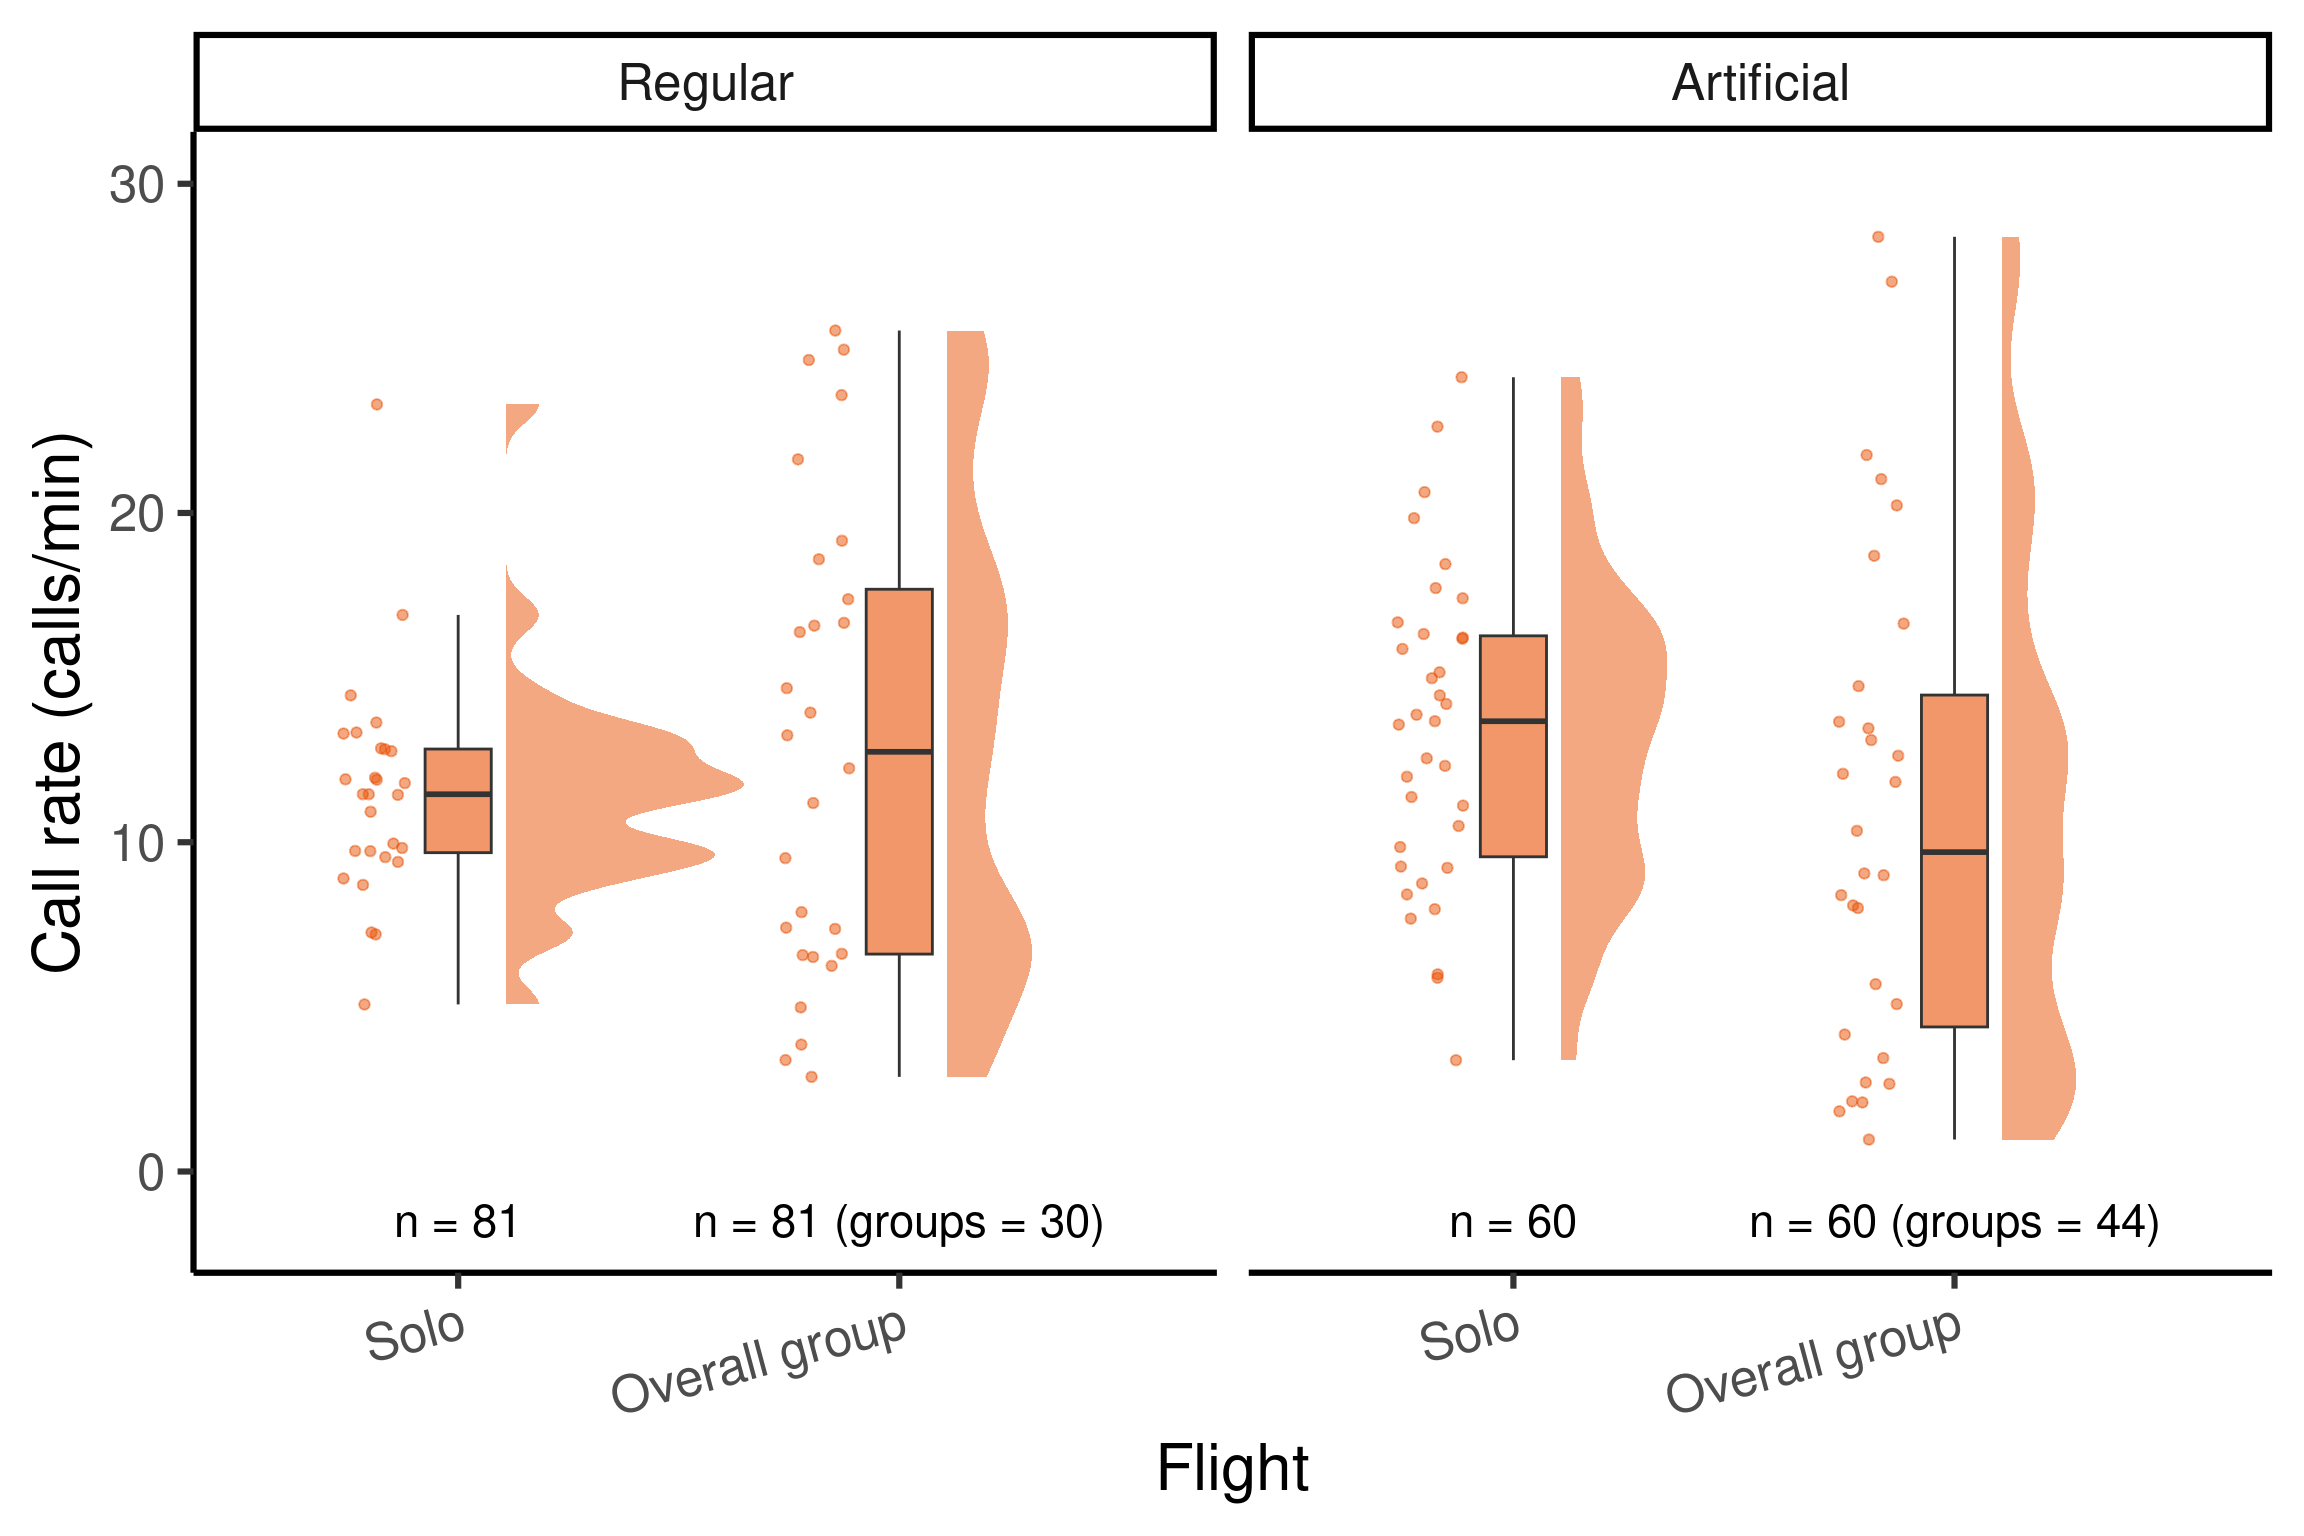 Regular
Artificial
Call rate (calls/min)
30
20
10
0
n = 81
n = 81 (groups = 30)
n = 60
n = 60 (groups = 44)
Solo
Overall group
Solo
Overall group
Flight